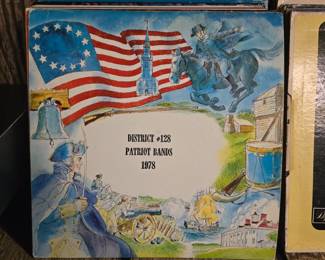 DISTRICT #128
PATRIOT BANDS
1978